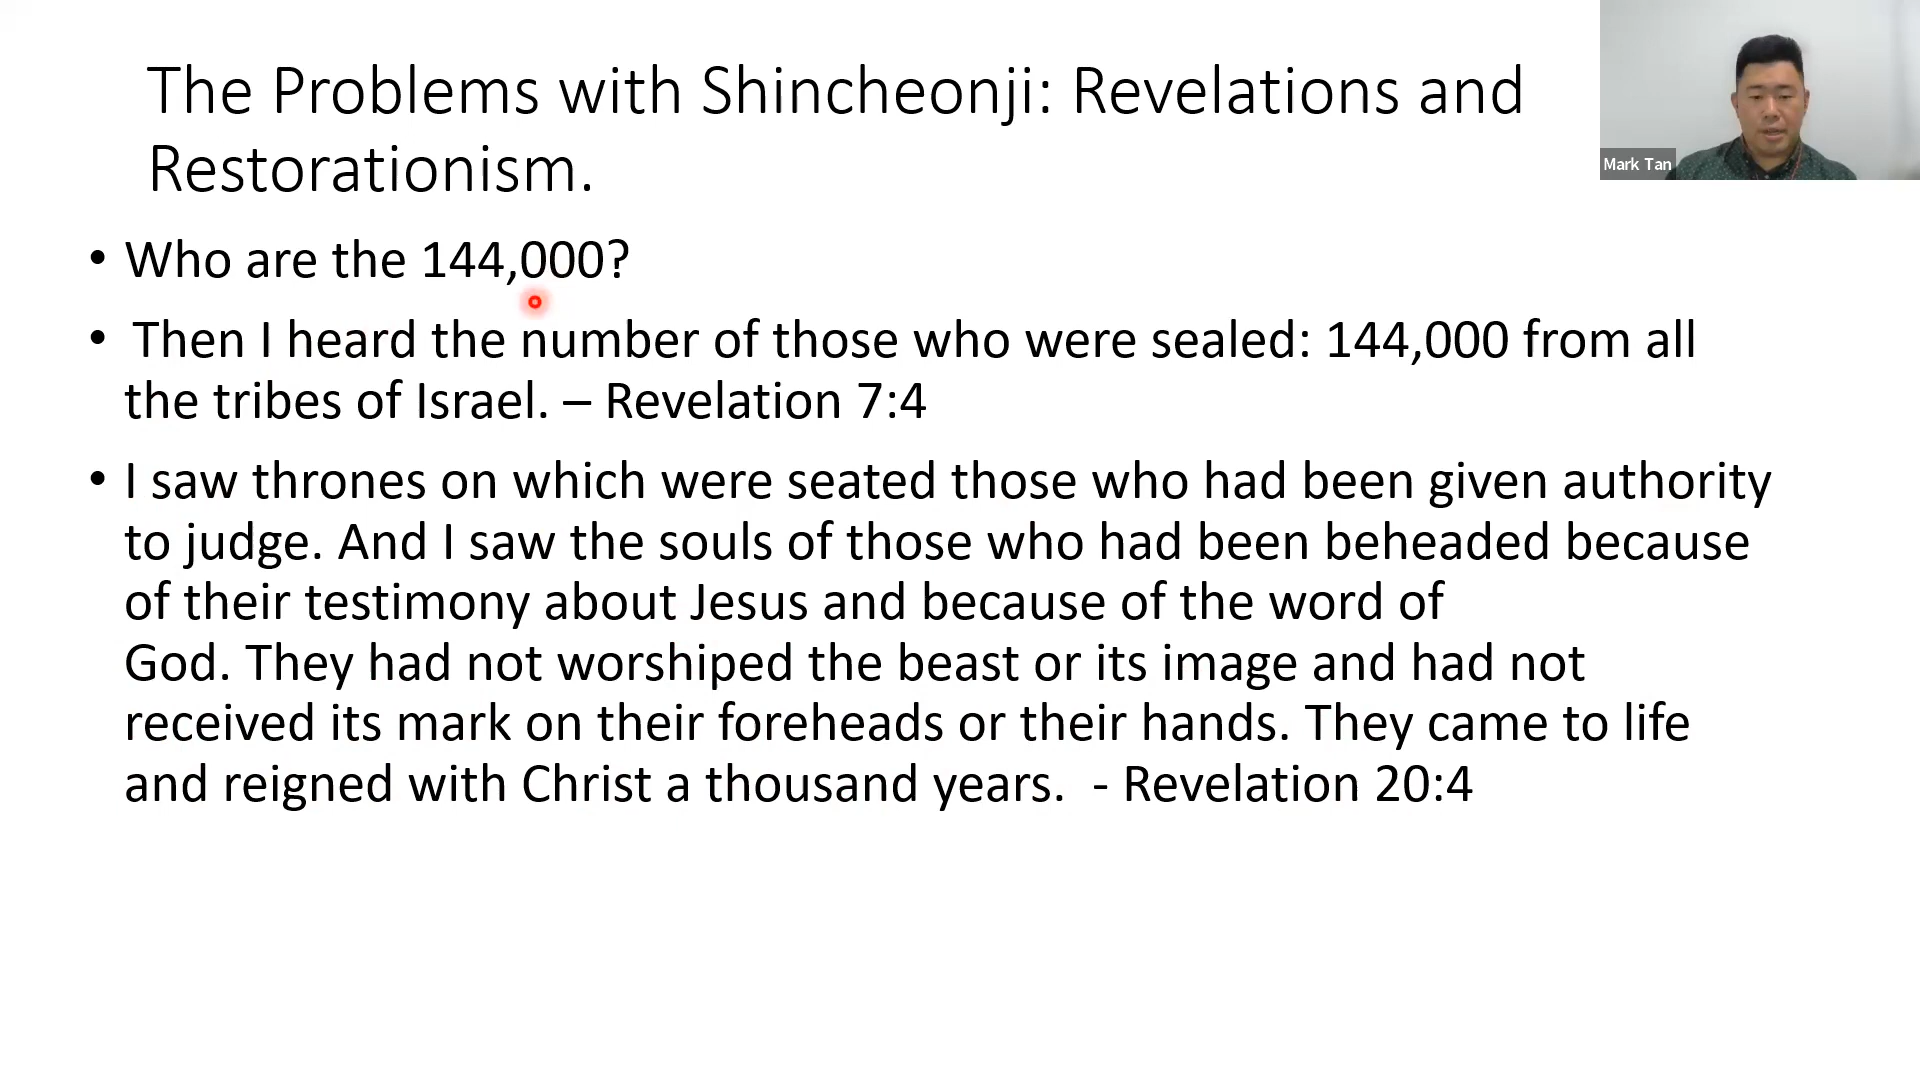 The Problems with Shincheonji: Revelations and
Restorationism.
Mark Tan
• Who are the 144,000?
• Then I heard the number of those who were sealed: 144,000 from all
the tribes of Israel. – Revelation 7:4
• I saw thrones on which were seated those who had been given authority
to judge. And I saw the souls of those who had been beheaded because
of their testimony about Jesus and because of the word of
God. They had not worshiped the beast or its image and had not
received its mark on their foreheads or their hands. They came to life
and reigned with Christ a thousand years.  - Revelation 20:4